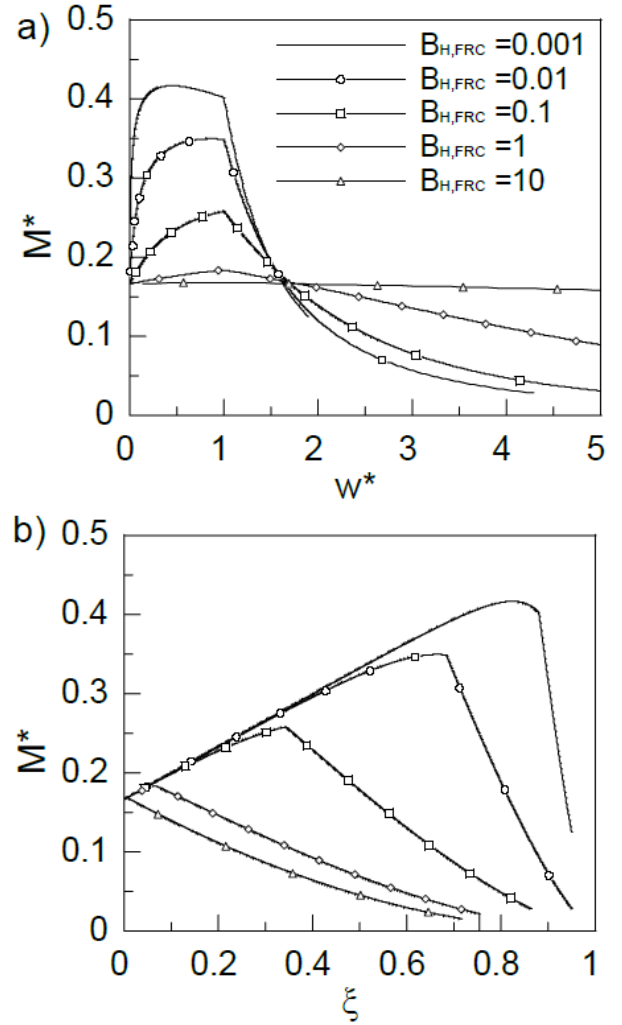 a)
0.5
0.4
0.3
0.2
0.1
0
M*
B_H,FRC =0.001
B_H,FRC =0.01
B_H,FRC =0.1
B_H,FRC =1
B_H,FRC =10
0 1 2 3 4 5
w*
b)
0.5
0.4
0.3
0.2
0.1
0
M*
0 0.2 0.4 0.6 0.8 1
ξ